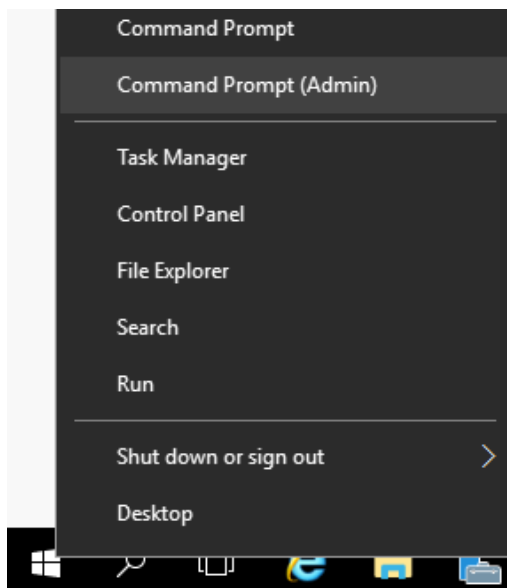 Command Prompt
Command Prompt (Admin)
Task Manager
Control Panel
File Explorer
Search
Run
Shut down or sign out
Desktop